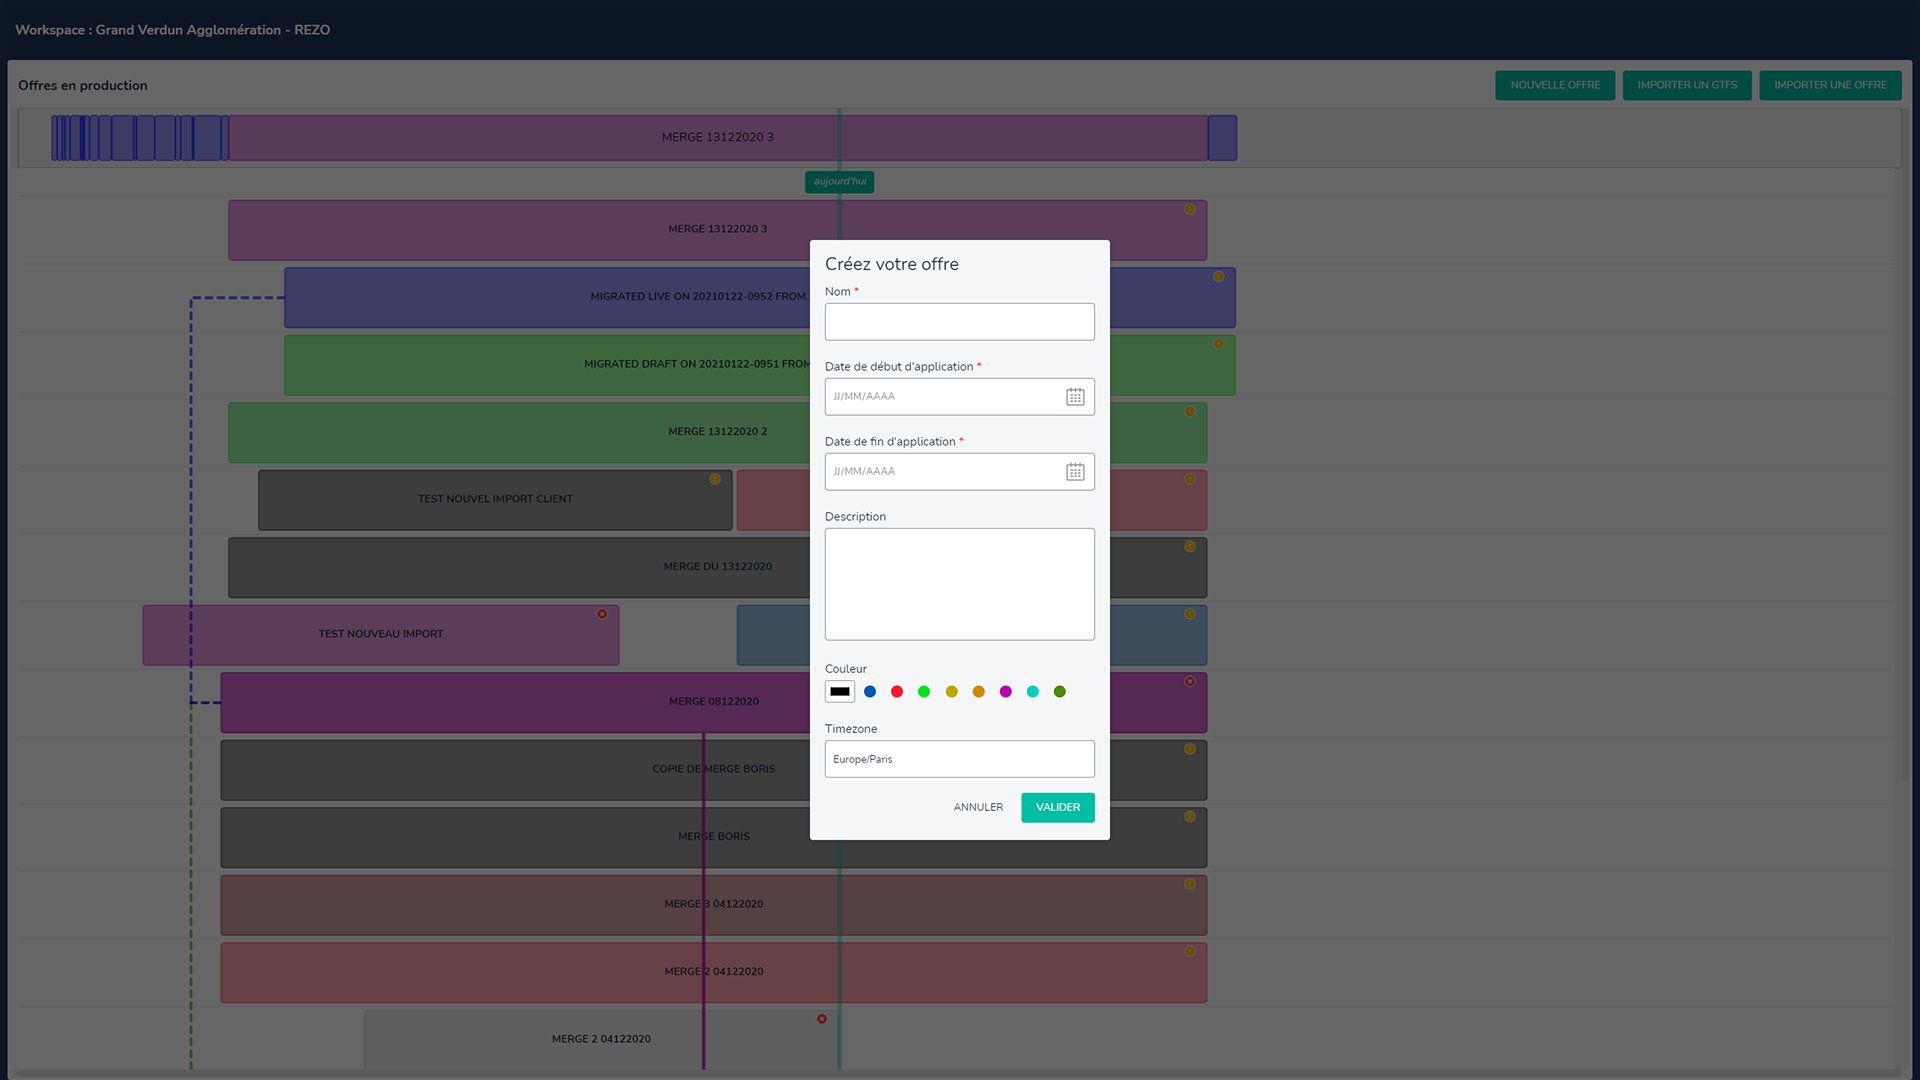 Workspace : Grand Verdun Agglomération - REZO
Offres en production
NOUVELLE OFFRE
IMPORTER UN GTFS
IMPORTER UNE OFFRE
MERGE 13122020 3
aujourd'hui
MERGE 13122020 3
MIGRATED LIVE ON 20210122-0952 FROM
MIGRATED DRAFT ON 20210122-0951 FROM
MERGE 13122020 2
TEST NOUVEL IMPORT CLIENT
MERGE DU 13122020
TEST NOUVEAU IMPORT
MERGE 08122020
COPIE DE MERGE BORIS
MERGE BORIS
MERGE 3 04122020
MERGE 2 04122020
MERGE 2 04122020
Créez votre offre
Nom *
Date de début d'application *
JJ/MM/AAAA
Date de fin d'application *
JJ/MM/AAAA
Description
Couleur
Timezone
Europe/Paris
ANNULER
VALIDER